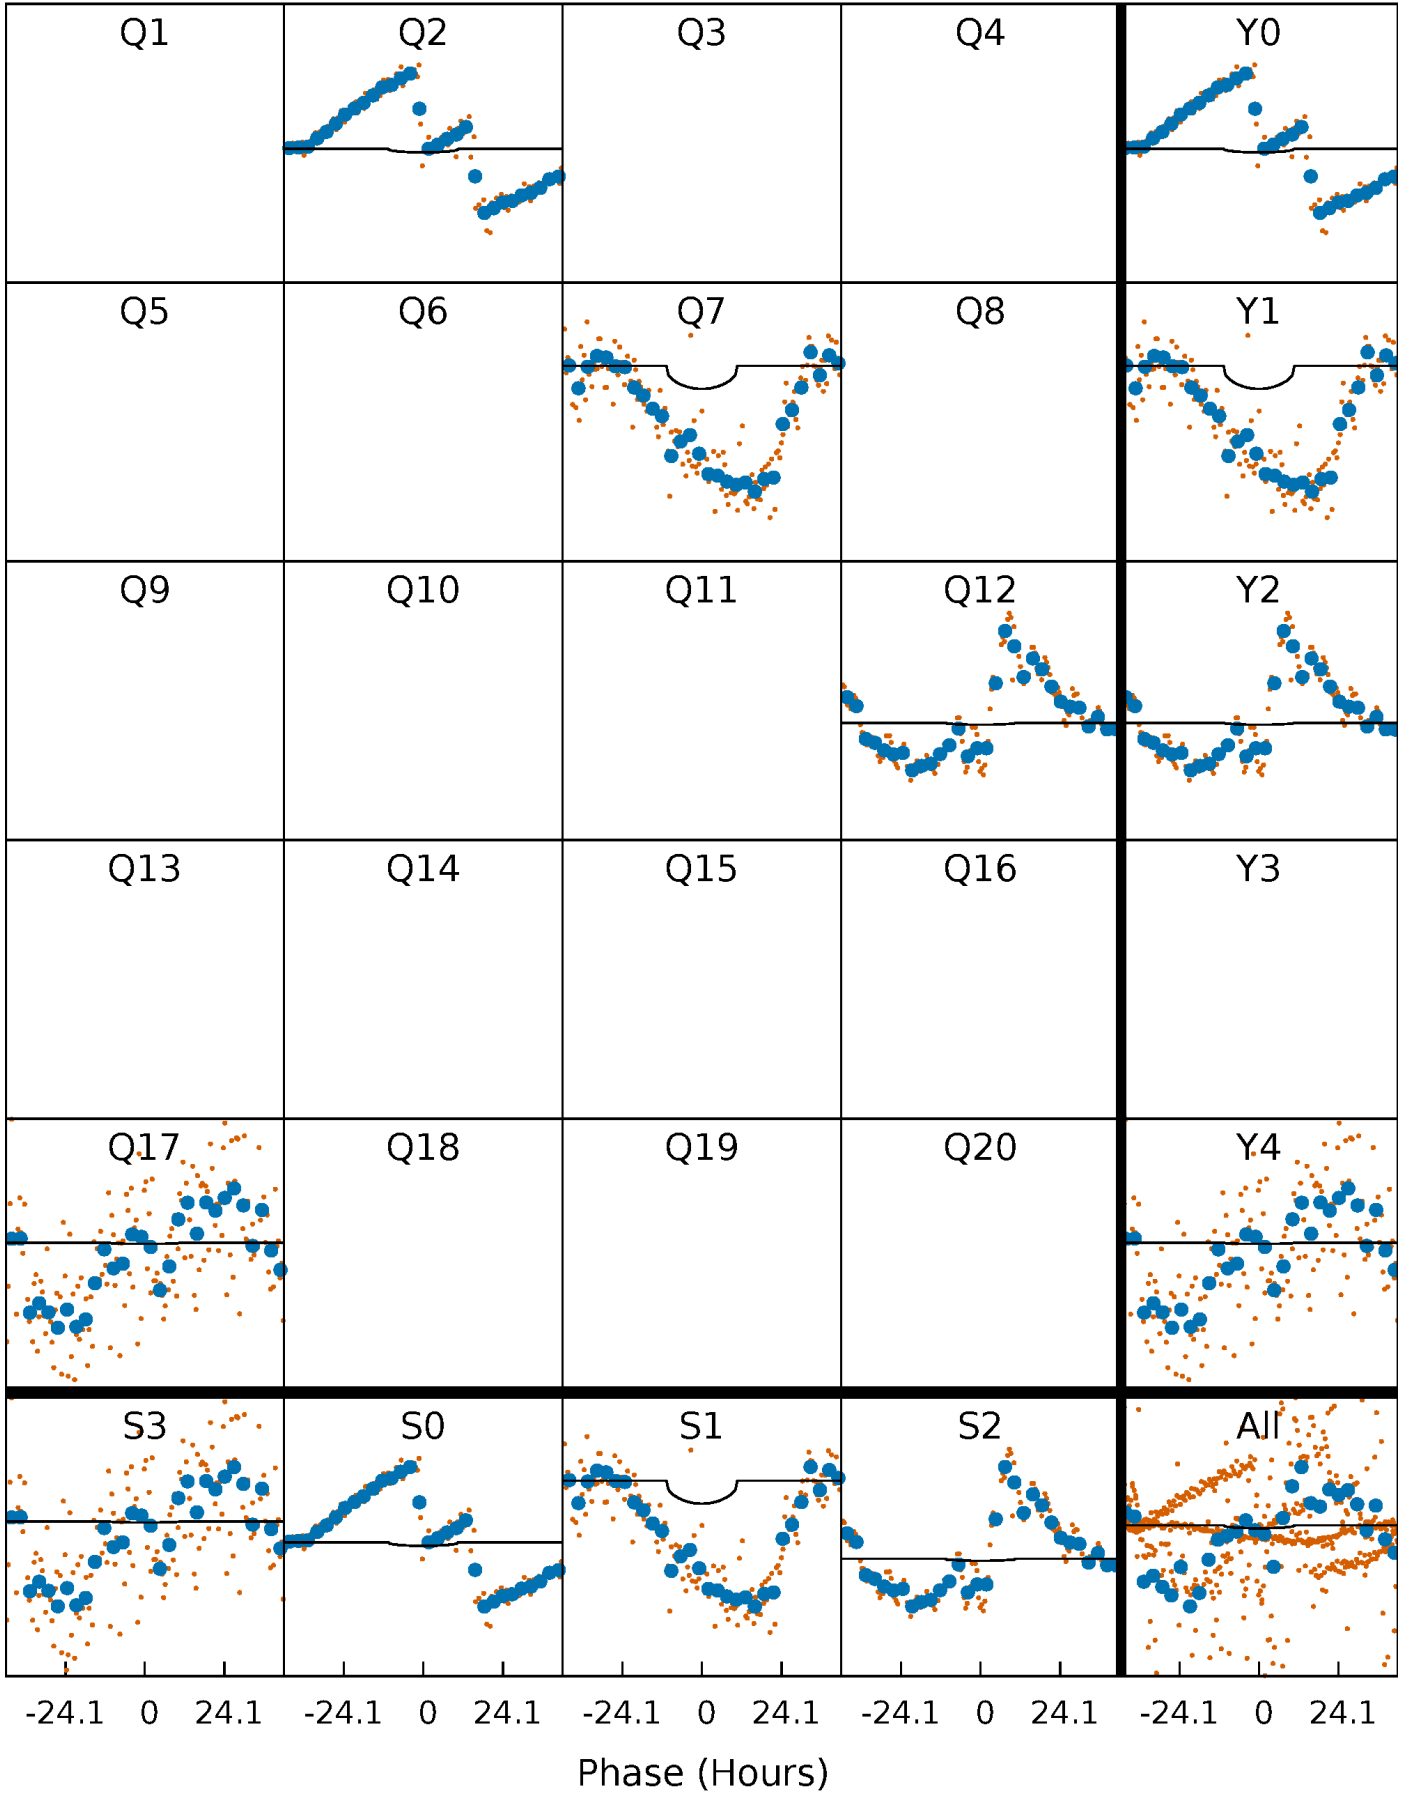 Q1 Q2 Q3 Q4 Y0
Q5 Q6 Q7 Q8 Y1
Q9 Q10 Q11 Q12 Y2
Q13 Q14 Q15 Q16 Y3
Q17 Q18 Q19 Q20 Y4
S3 S0 S1 S2 All
-24.1 0 24.1 -24.1 0 24.1 -24.1 0 24.1 -24.1 0 24.1 -24.1 0 24.1
Phase (Hours)